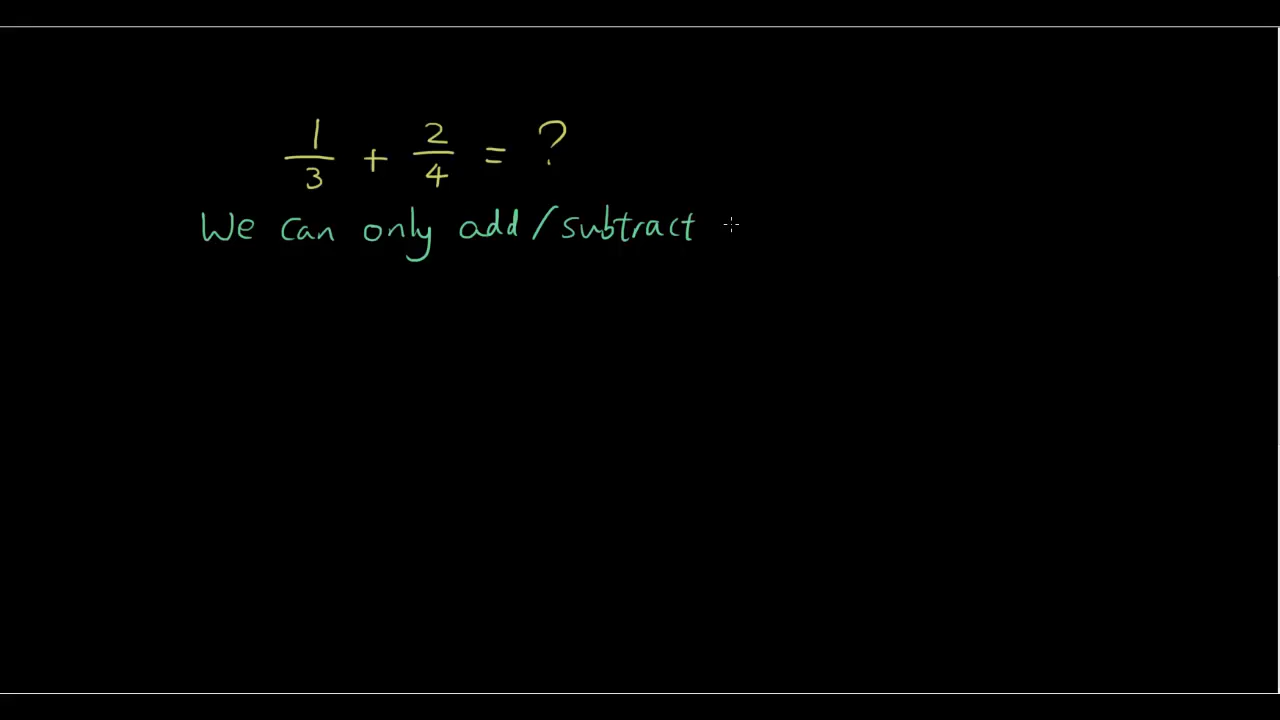 1/3 + 2/4 = ?
We can only add/subtract